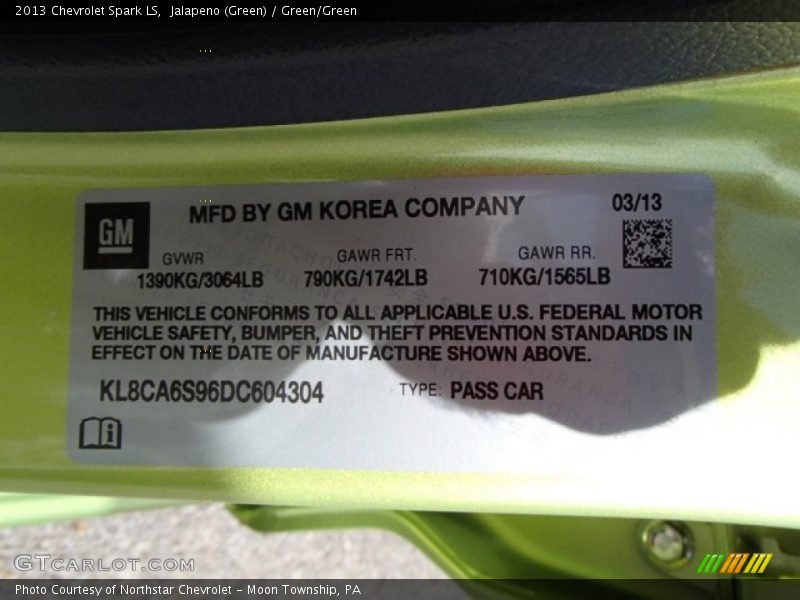 2013 Chevrolet Spark LS, Jalapeno (Green) / Green/Green
MFD BY GM KOREA COMPANY 03/13
GM
GVWR GAWR FRT. GAWR RR.
1390KG/3064LB 790KG/1742LB 710KG/1565LB
THIS VEHICLE CONFORMS TO ALL APPLICABLE U.S. FEDERAL MOTOR
VEHICLE SAFETY, BUMPER, AND THEFT PREVENTION STANDARDS IN
EFFECT ON THE DATE OF MANUFACTURE SHOWN ABOVE.
KL8CA6S96DC604304 TYPE: PASS CAR
GTCARLOT.COM
Photo Courtesy of Northstar Chevrolet - Moon Township, PA